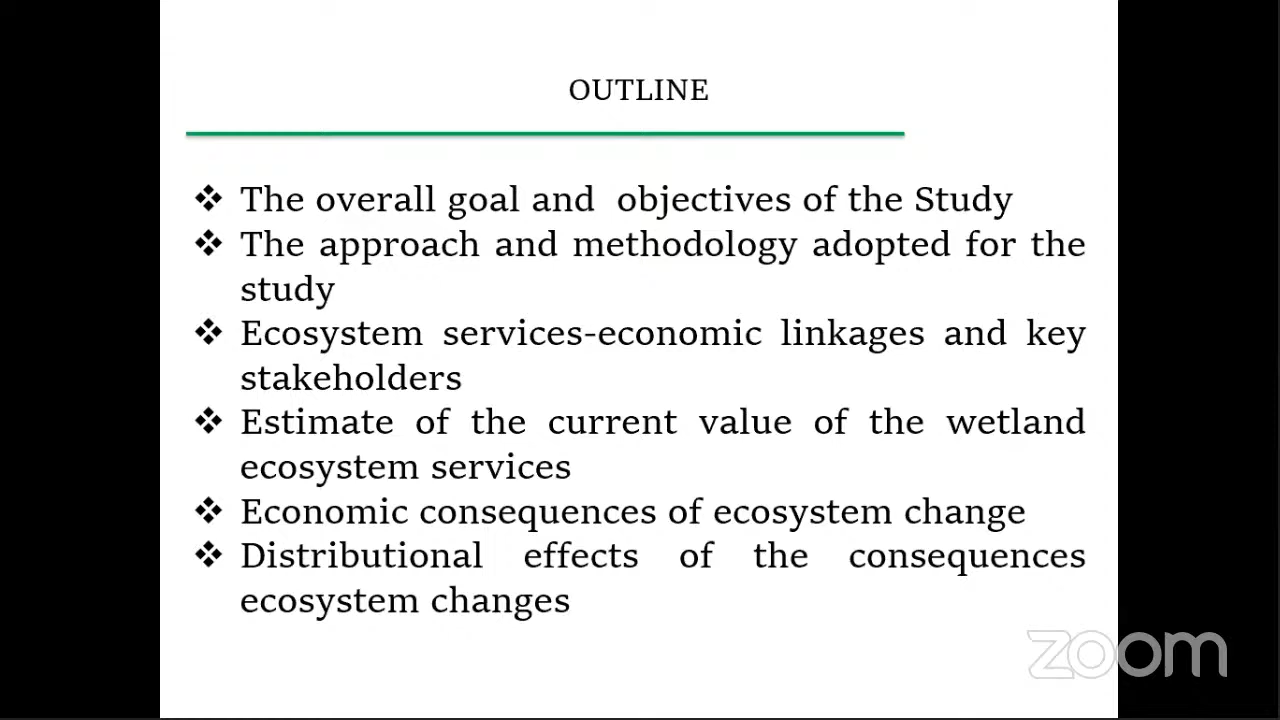 OUTLINE
❖ The overall goal and objectives of the Study
❖ The approach and methodology adopted for the
study
❖ Ecosystem services-economic linkages and key
stakeholders
❖ Estimate of the current value of the wetland
ecosystem services
❖ Economic consequences of ecosystem change
❖ Distributional effects of the consequences
ecosystem changes
zoom